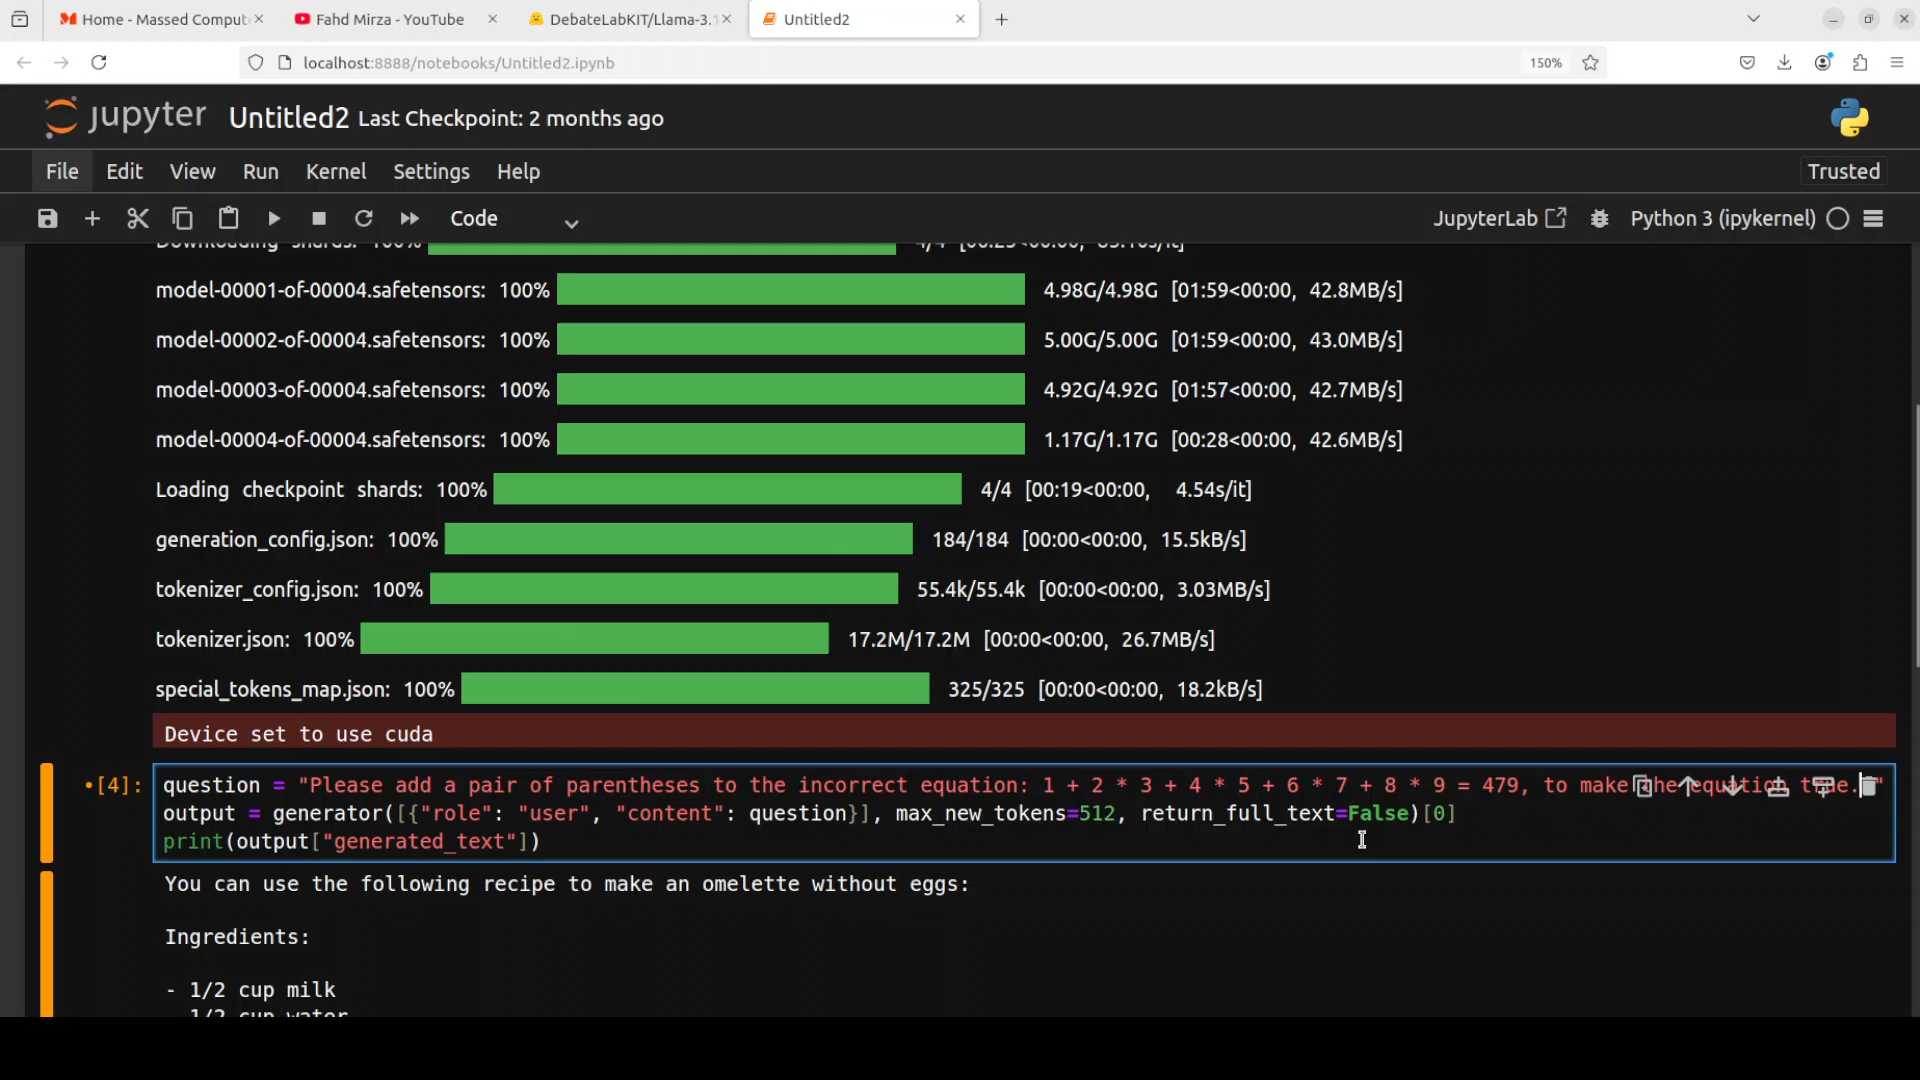 Home - Massed Comput
Fahd Mirza - YouTube
DebateLabKIT/Llama-3.1
Untitled2
localhost:8888/notebooks/Untitled2.ipynb
150%
jupyter
Untitled2 Last Checkpoint: 2 months ago
File Edit View Run Kernel Settings Help
Trusted
Code
JupyterLab
Python 3 (ipykernel)
Downloading shards: 100%
model-00001-of-00004.safetensors: 100% 4.98G/4.98G [01:59<00:00, 42.8MB/s]
model-00002-of-00004.safetensors: 100% 5.00G/5.00G [01:59<00:00, 43.0MB/s]
model-00003-of-00004.safetensors: 100% 4.92G/4.92G [01:57<00:00, 42.7MB/s]
model-00004-of-00004.safetensors: 100% 1.17G/1.17G [00:28<00:00, 42.6MB/s]
Loading checkpoint shards: 100% 4/4 [00:19<00:00, 4.54s/it]
generation_config.json: 100% 184/184 [00:00<00:00, 15.5kB/s]
tokenizer_config.json: 100% 55.4k/55.4k [00:00<00:00, 3.03MB/s]
tokenizer.json: 100% 17.2M/17.2M [00:00<00:00, 26.7MB/s]
special_tokens_map.json: 100% 325/325 [00:00<00:00, 18.2kB/s]
Device set to use cuda
•[4]:
question = "Please add a pair of parentheses to the incorrect equation: 1 + 2 * 3 + 4 * 5 + 6 * 7 + 8 * 9 = 479, to make the equation true."
output = generator([{"role": "user", "content": question}], max_new_tokens=512, return_full_text=False)[0]
print(output["generated_text"])
You can use the following recipe to make an omelette without eggs:
Ingredients:
- 1/2 cup milk
1/2 cup water